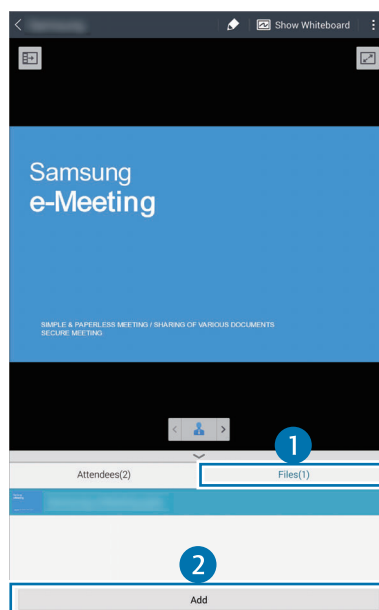 Show Whiteboard
Samsung
e-Meeting
SIMPLE & PAPERLESS MEETING / SHARING OF VARIOUS DOCUMENTS
SECURE MEETING
1
Attendees(2)
Files(1)
2
Add